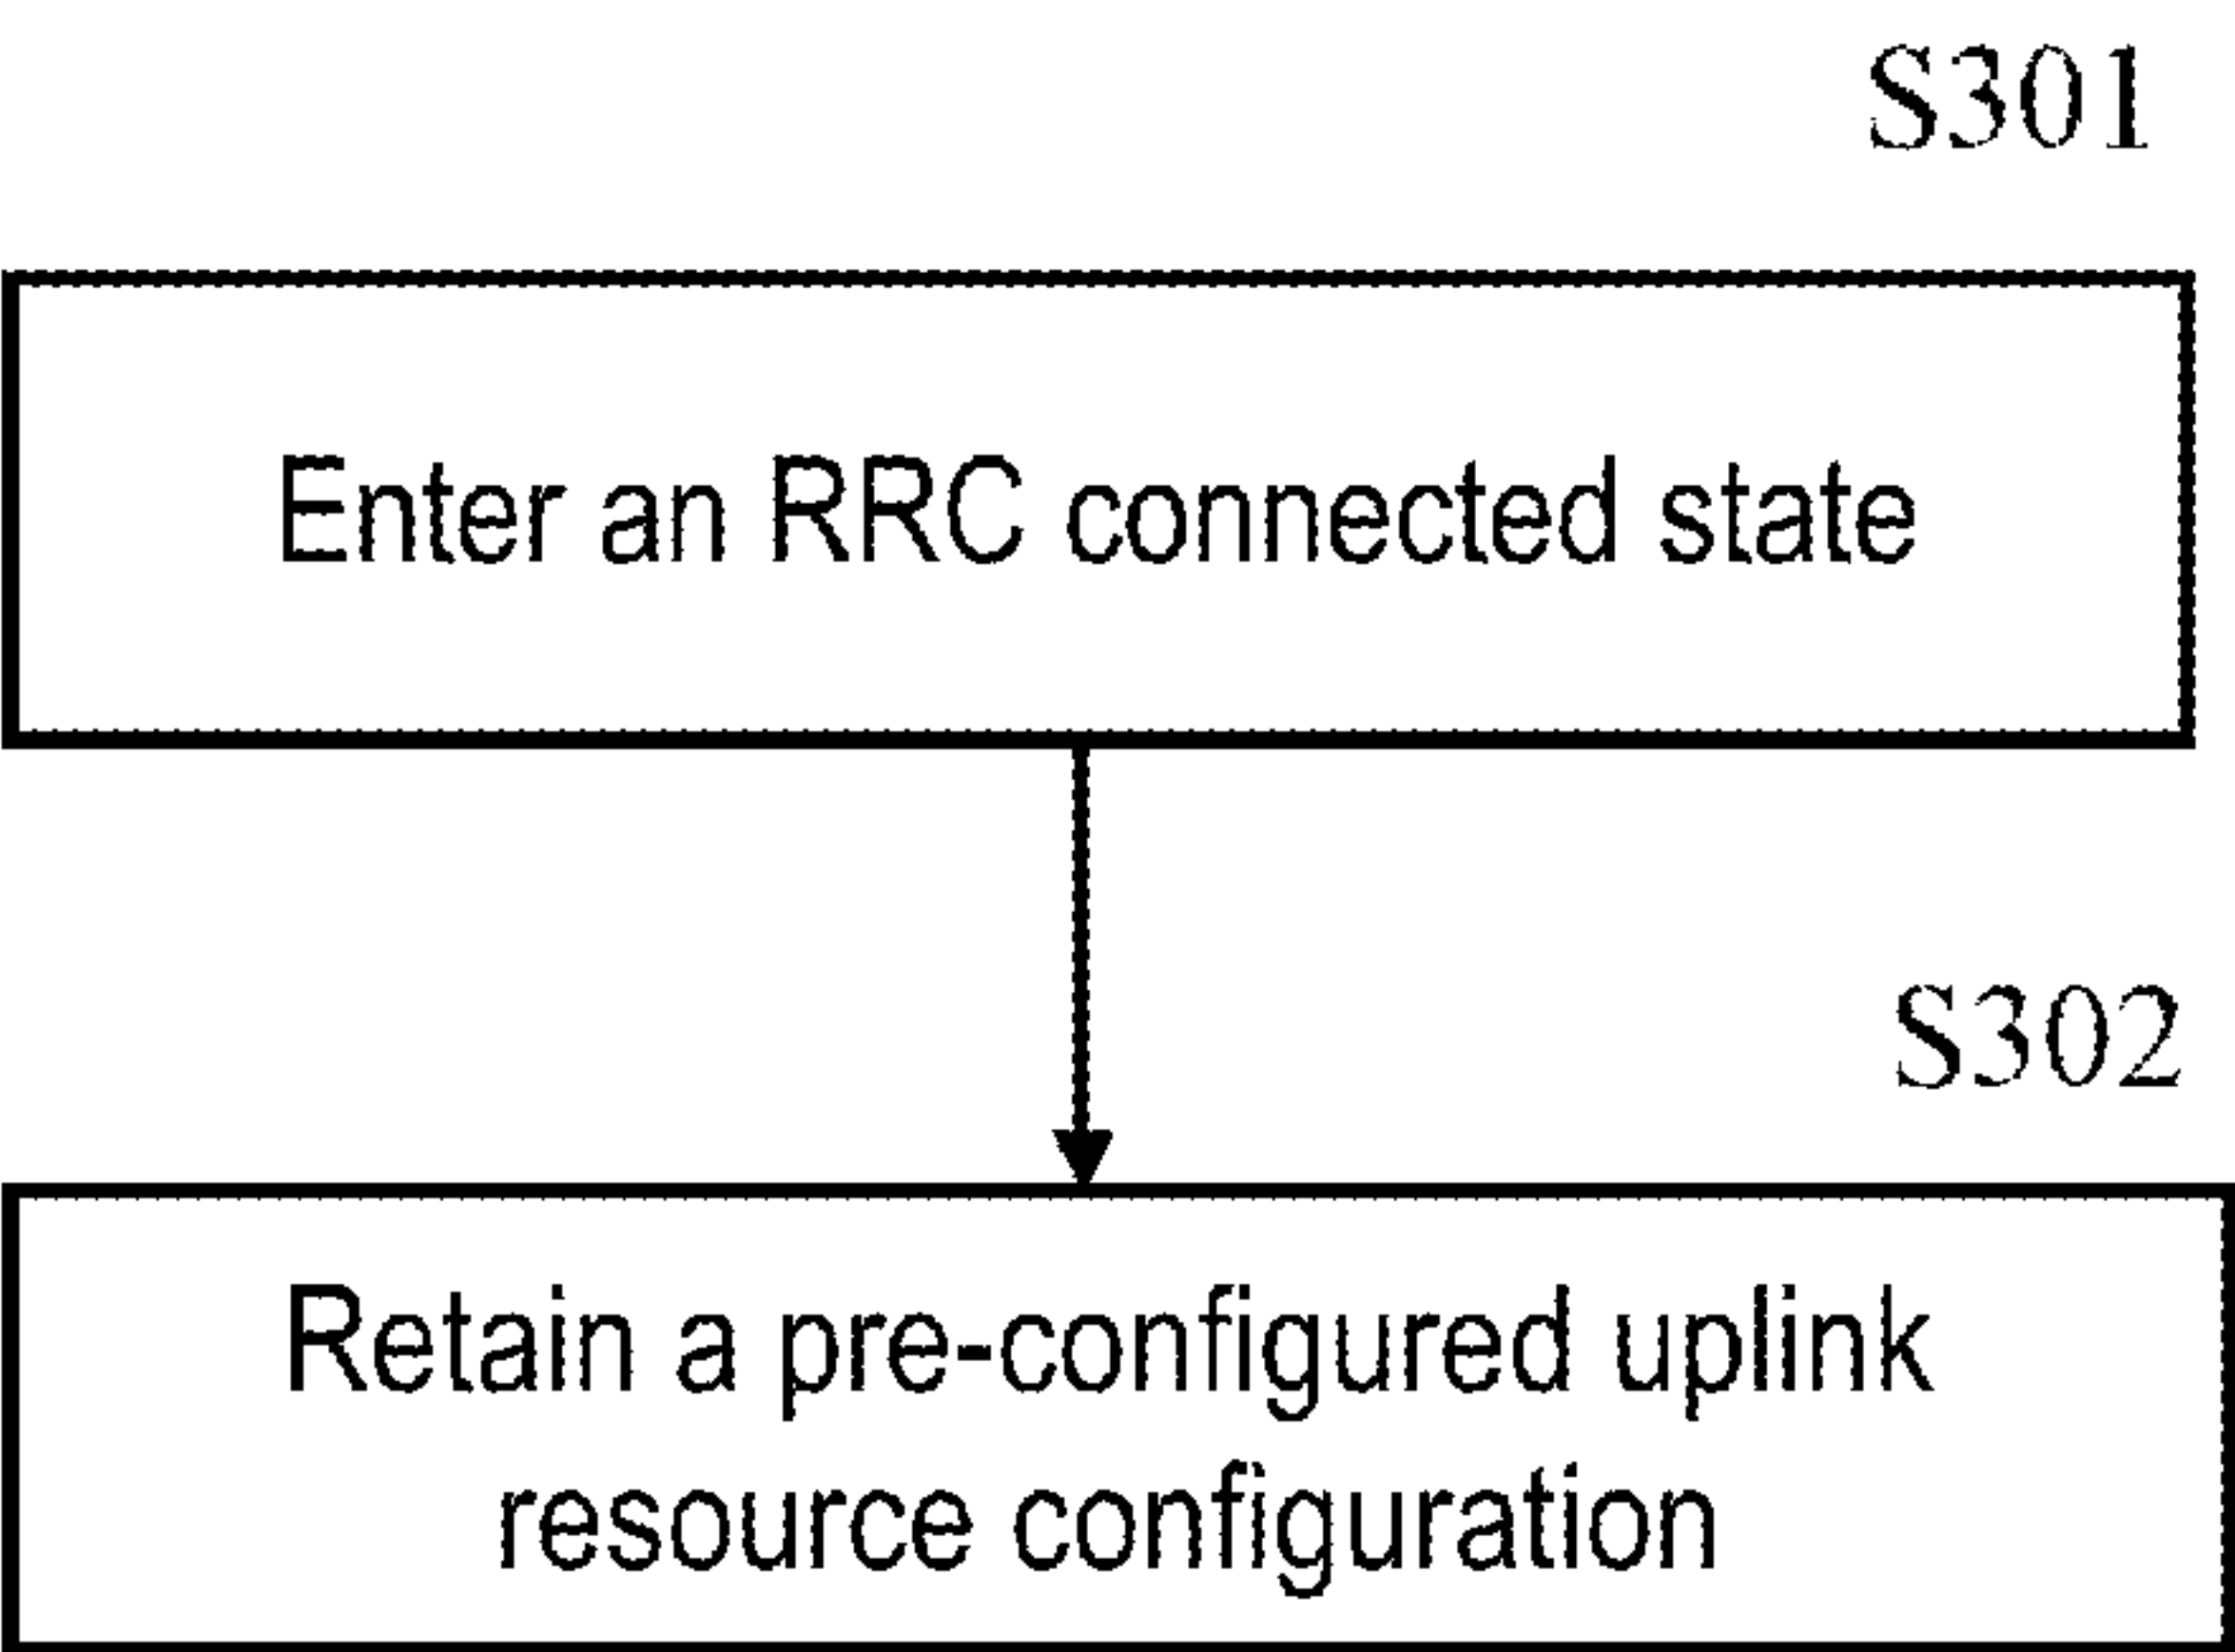 S301
Enter an RRC connected state
S302
Retain a pre-configured uplink
resource configuration